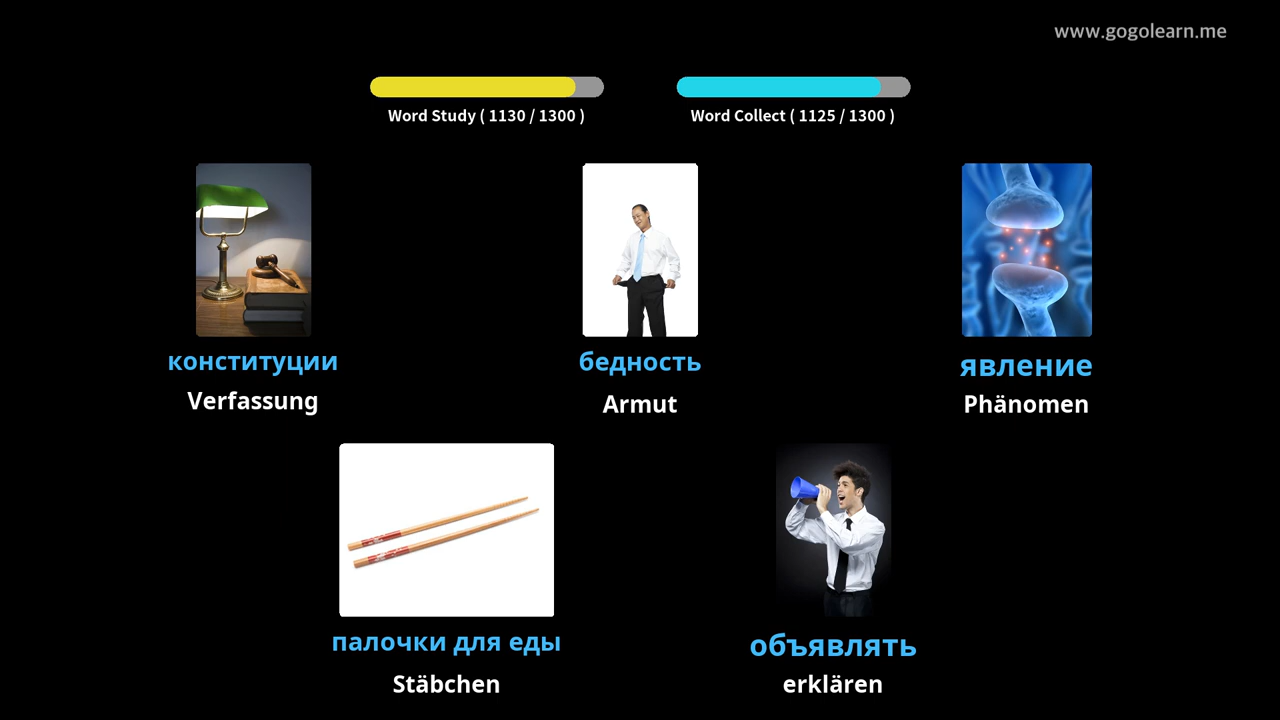 www.gogolearn.me
Word Study ( 1130 / 1300 )
Word Collect ( 1125 / 1300 )
конституции
бедность
явление
Verfassung
Armut
Phänomen
палочки для еды
объявлять
Stäbchen
erklären